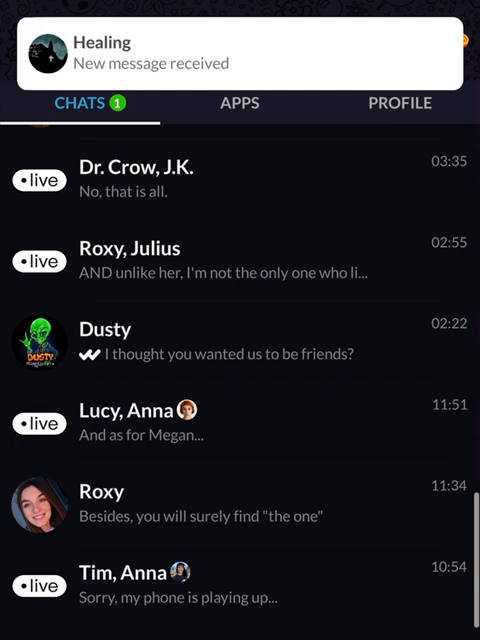 Healing
New message received
CHATS 1
APPS
PROFILE
Dr. Crow, J.K.
03:35
•live
No, that is all.
Roxy, Julius
02:55
•live
AND unlike her, I'm not the only one who li...
Dusty
02:22
DUSTY
I thought you wanted us to be friends?
Lucy, Anna
11:51
•live
And as for Megan...
Roxy
11:34
Besides, you will surely find "the one"
Tim, Anna
10:54
•live
Sorry, my phone is playing up...